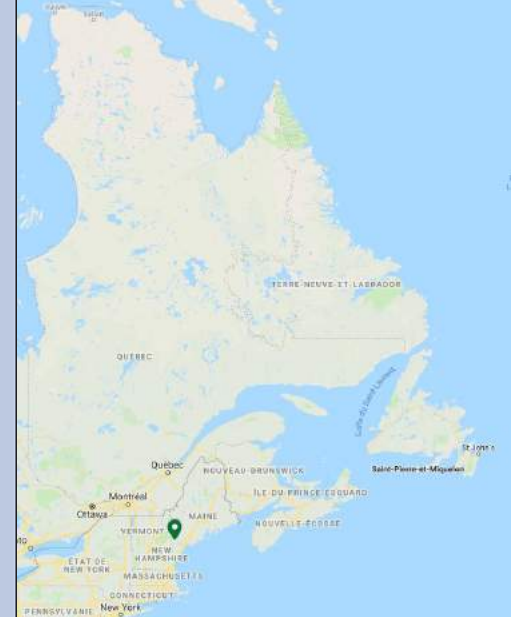 Salluit
TERRE-NEUVE-ET-LABRADOR
QUÉBEC
Golfe du Saint Laurent
St. John's
Saint-Pierre-et-Miquelon
Québec
NOUVEAU-BRUNSWICK
ÎLE-DU-PRINCE-ÉDOUARD
Montréal
Ottawa
MAINE
NOUVELLE-ÉCOSSE
VERMONT
NEW
HAMPSHIRE
ÉTAT DE
NEW YORK
MASSACHUSETTS
CONNECTICUT
PENNSYLVANIE
New York